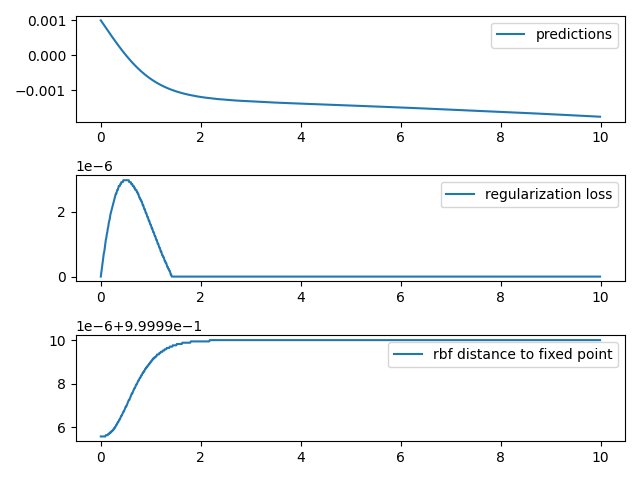 0.001
predictions
0.000
−0.001
0 2 4 6 8 10
1e−6
regularization loss
2
0
0 2 4 6 8 10
1e−6+9.9999e−1
10
rbf distance to fixed point
8
6
0 2 4 6 8 10